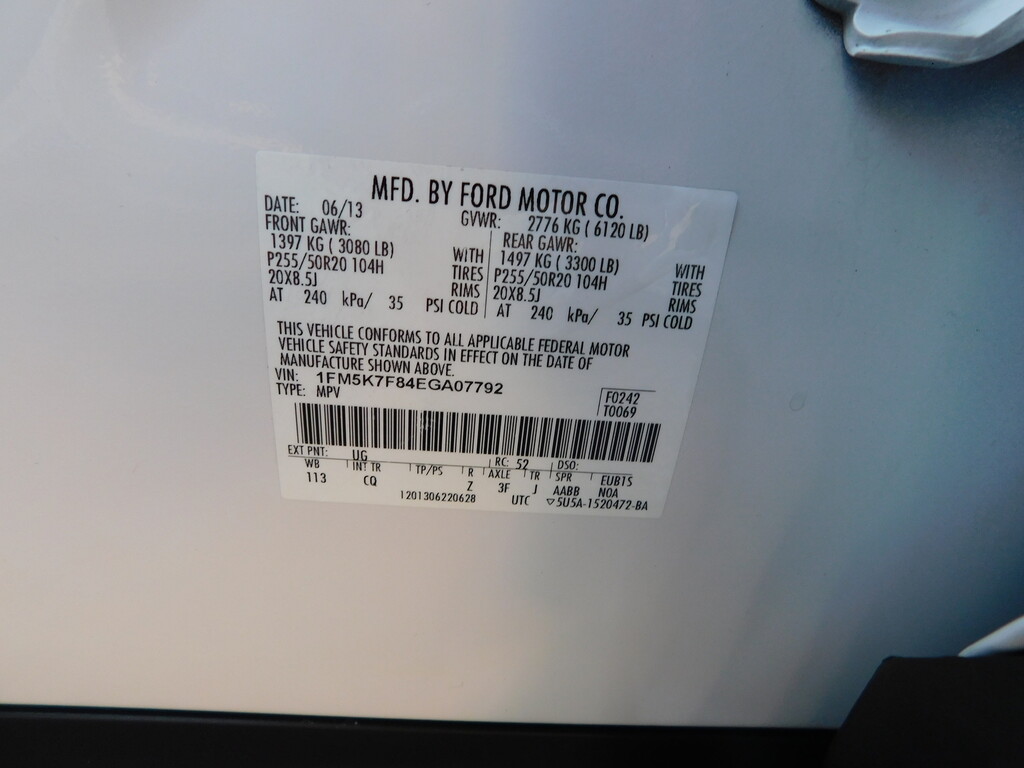 MFD. BY FORD MOTOR CO.
DATE: 06/13 GVWR: 2776 KG ( 6120 LB)
FRONT GAWR: REAR GAWR:
1397 KG ( 3080 LB) WITH 1497 KG ( 3300 LB) WITH
P255/50R20 104H TIRES P255/50R20 104H TIRES
20X8.5J RIMS 20X8.5J RIMS
AT 240 kPa/ 35 PSI COLD AT 240 kPa/ 35 PSI COLD
THIS VEHICLE CONFORMS TO ALL APPLICABLE FEDERAL MOTOR
VEHICLE SAFETY STANDARDS IN EFFECT ON THE DATE OF
MANUFACTURE SHOWN ABOVE.
VIN: 1FM5K7F84EGA07792
TYPE: MPV F0242
T0069
EXT PNT: UG RC: 52 DSO:
WB INT TR TP/PS R AXLE TR SPR EUBTS
113 CQ Z 3F J AABB NOA
1201306220628 UTC ▽5U5A-1520472-BA